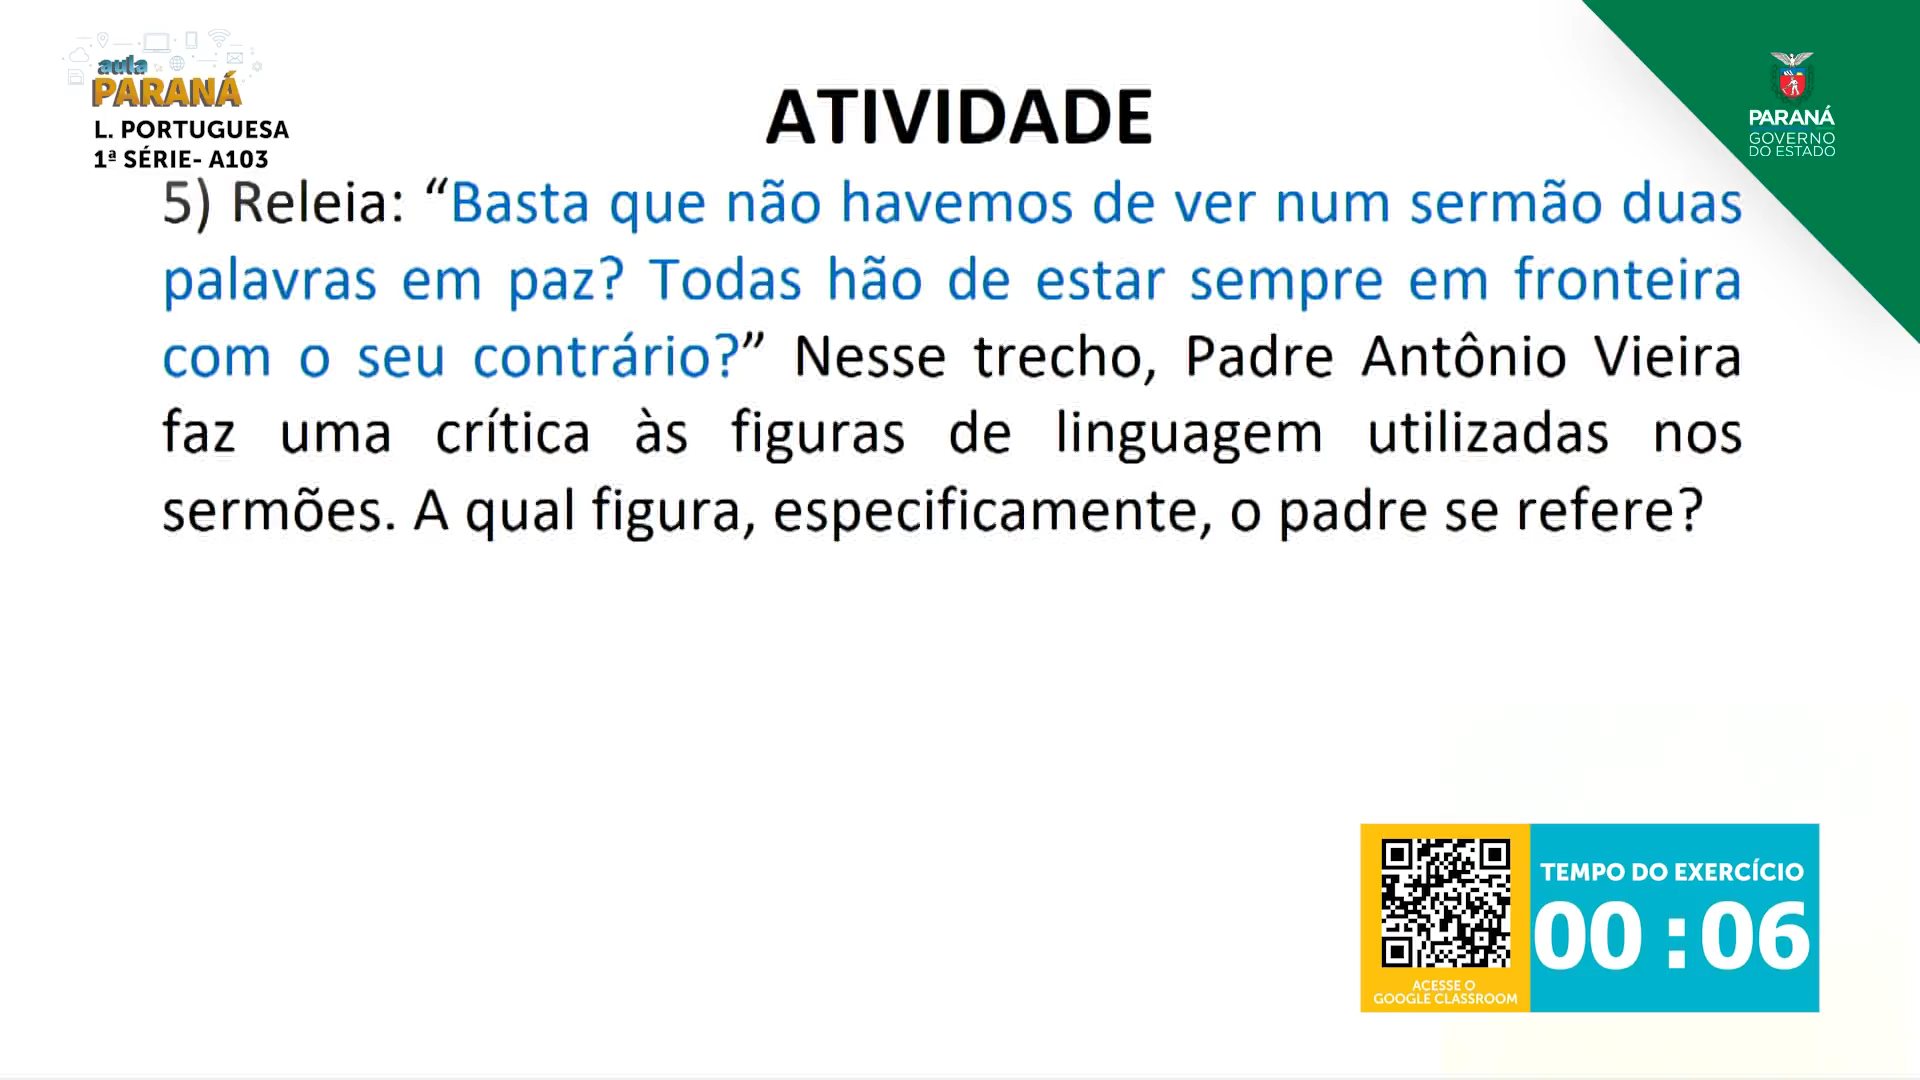 aula
PARANÁ
L. PORTUGUESA
1ª SÉRIE- A103
ATIVIDADE
PARANÁ
GOVERNO
DO ESTADO
5) Releia: “Basta que não havemos de ver num sermão duas
palavras em paz? Todas hão de estar sempre em fronteira
com o seu contrário?” Nesse trecho, Padre Antônio Vieira
faz uma crítica às figuras de linguagem utilizadas nos
sermões. A qual figura, especificamente, o padre se refere?
TEMPO DO EXERCÍCIO
00 :06
ACESSE O
GOOGLE CLASSROOM